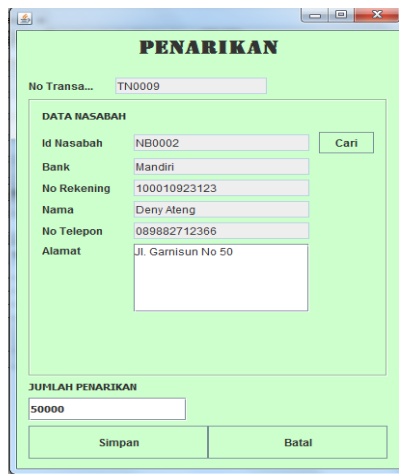 PENARIKAN
No Transa... TN0009
DATA NASABAH
Id Nasabah NB0002 Cari
Bank Mandiri
No Rekening 100010923123
Nama Deny Ateng
No Telepon 089882712366
Alamat Jl. Garnisun No 50
JUMLAH PENARIKAN
50000
Simpan Batal